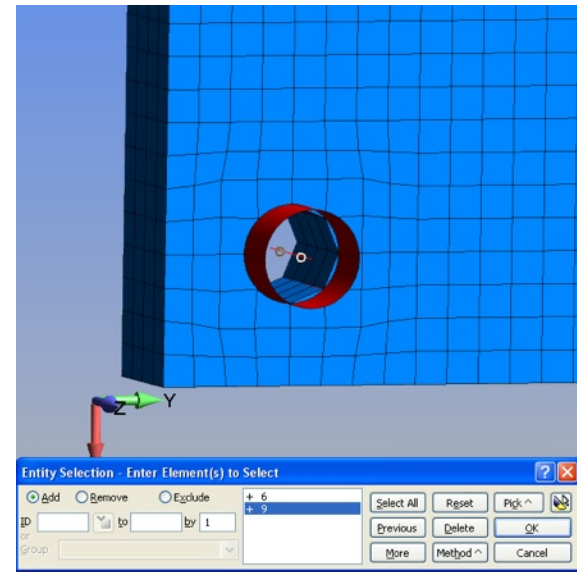 Z Y
Entity Selection - Enter Element(s) to Select
Add Remove Exclude + 6
+ 9
Select All Reset Pick ^
ID to by 1
Previous Delete OK
or
Group
More Method ^ Cancel